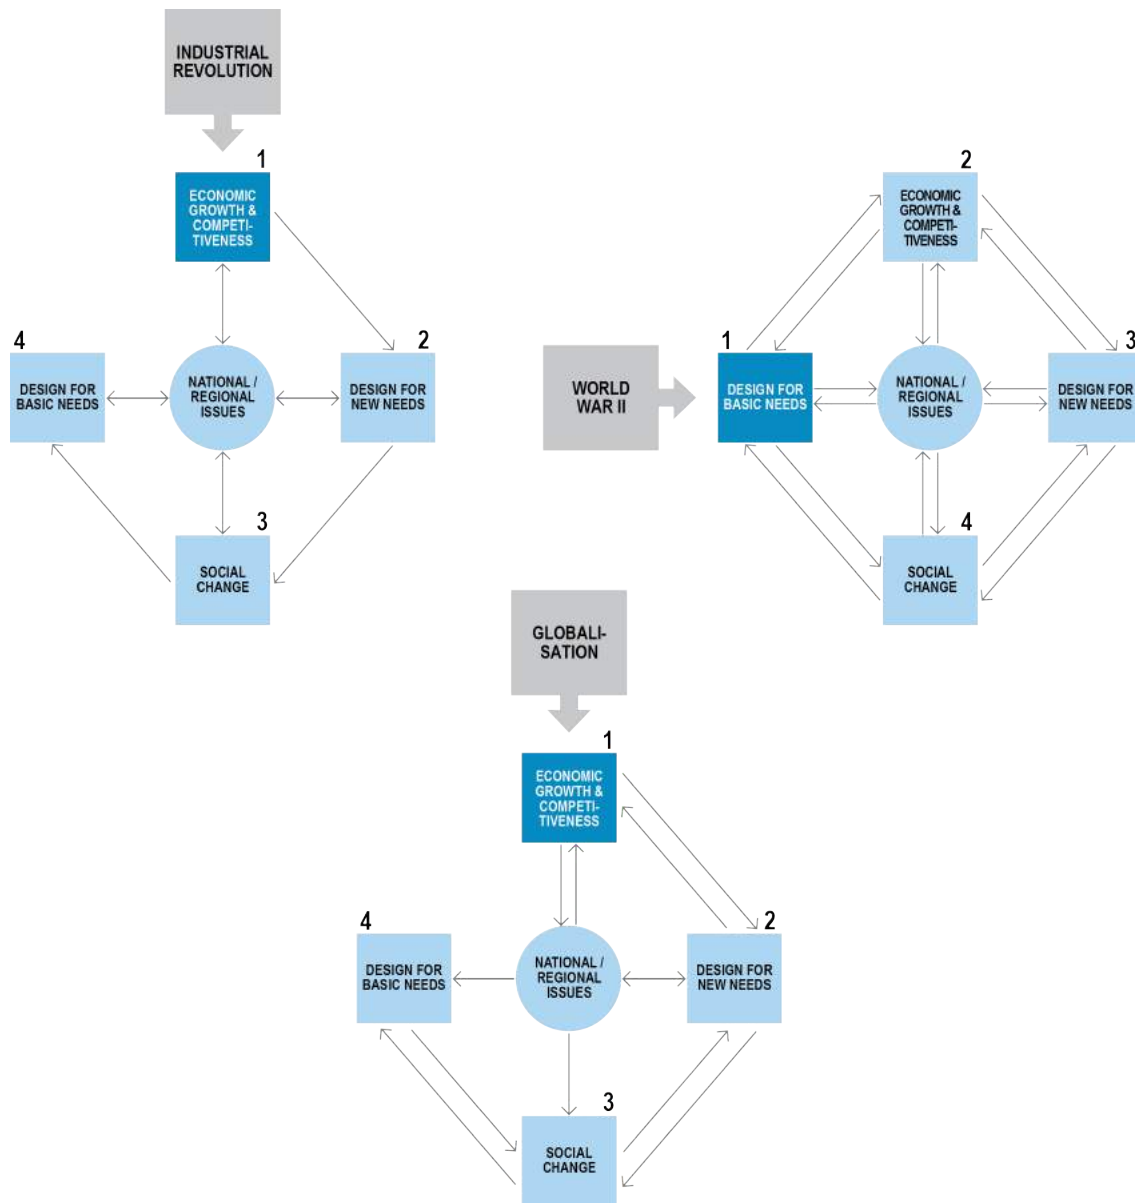 INDUSTRIAL
REVOLUTION
1
ECONOMIC
GROWTH &
COMPETI-
TIVENESS
4
DESIGN FOR
BASIC NEEDS
NATIONAL /
REGIONAL
ISSUES
2
DESIGN FOR
NEW NEEDS
3
SOCIAL
CHANGE
WORLD
WAR II
2
ECONOMIC
GROWTH &
COMPETI-
TIVENESS
1
DESIGN FOR
BASIC NEEDS
NATIONAL /
REGIONAL
ISSUES
3
DESIGN FOR
NEW NEEDS
4
SOCIAL
CHANGE
GLOBALI-
SATION
1
ECONOMIC
GROWTH &
COMPETI-
TIVENESS
4
DESIGN FOR
BASIC NEEDS
NATIONAL /
REGIONAL
ISSUES
2
DESIGN FOR
NEW NEEDS
3
SOCIAL
CHANGE